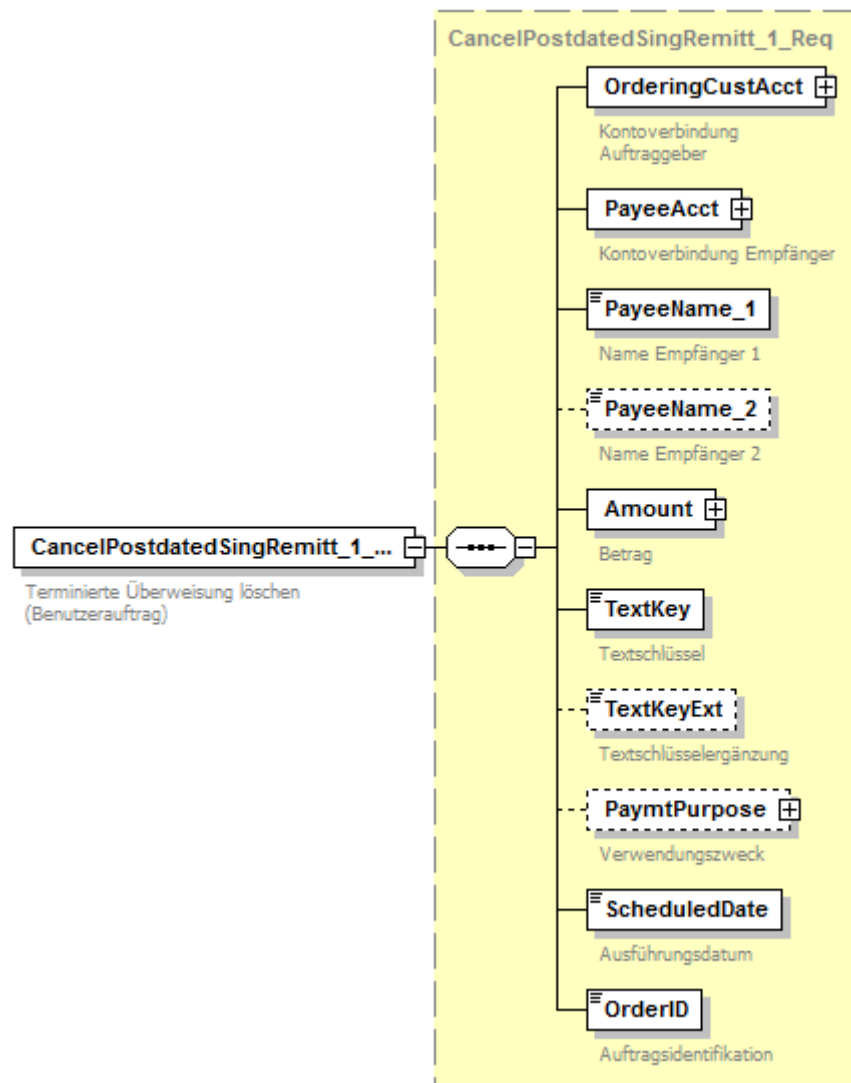 CancelPostdatedSingRemitt_1_Req
OrderingCustAcct
Kontoverbindung
Auftraggeber
PayeeAcct
Kontoverbindung Empfänger
PayeeName_1
Name Empfänger 1
PayeeName_2
Name Empfänger 2
Amount
Betrag
CancelPostdatedSingRemitt_1_...
Terminierte Überweisung löschen
(Benutzerauftrag)
TextKey
Textschlüssel
TextKeyExt
Textschlüsselergänzung
PaymtPurpose
Verwendungszweck
ScheduledDate
Ausführungsdatum
OrderID
Auftragsidentifikation